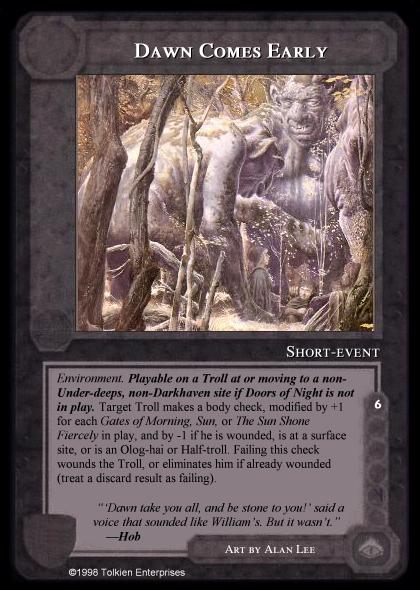 DAWN COMES EARLY
SHORT-EVENT
Environment. Playable on a Troll at or moving to a non-
Under-deeps, non-Darkhaven site if Doors of Night is not
in play. Target Troll makes a body check, modified by +1
for each Gates of Morning, Sun, or The Sun Shone
Fiercely in play, and by -1 if he is wounded, is at a surface
site, or is an Olog-hai or Half-troll. Failing this check
wounds the Troll, or eliminates him if already wounded
(treat a discard result as failing).
6
“‘Dawn take you all, and be stone to you!’ said a
voice that sounded like William’s. But it wasn’t.”
—Hob
ART BY ALAN LEE
©1998 Tolkien Enterprises